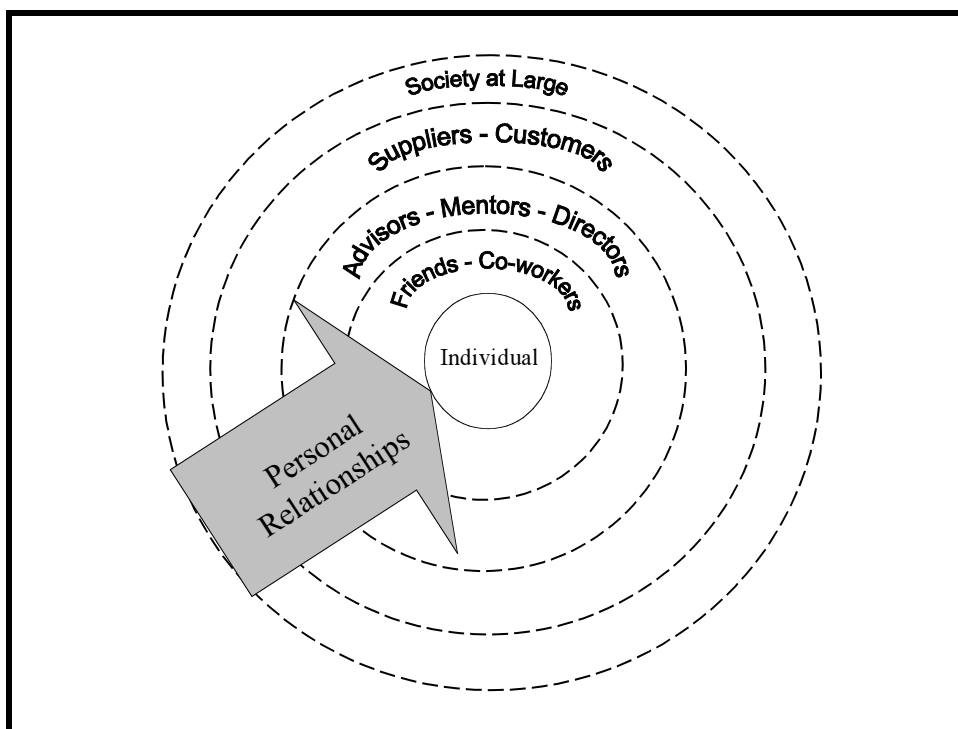 Society at Large
Suppliers - Customers
Advisors - Mentors - Directors
Friends - Co-workers
Individual
Personal
Relationships